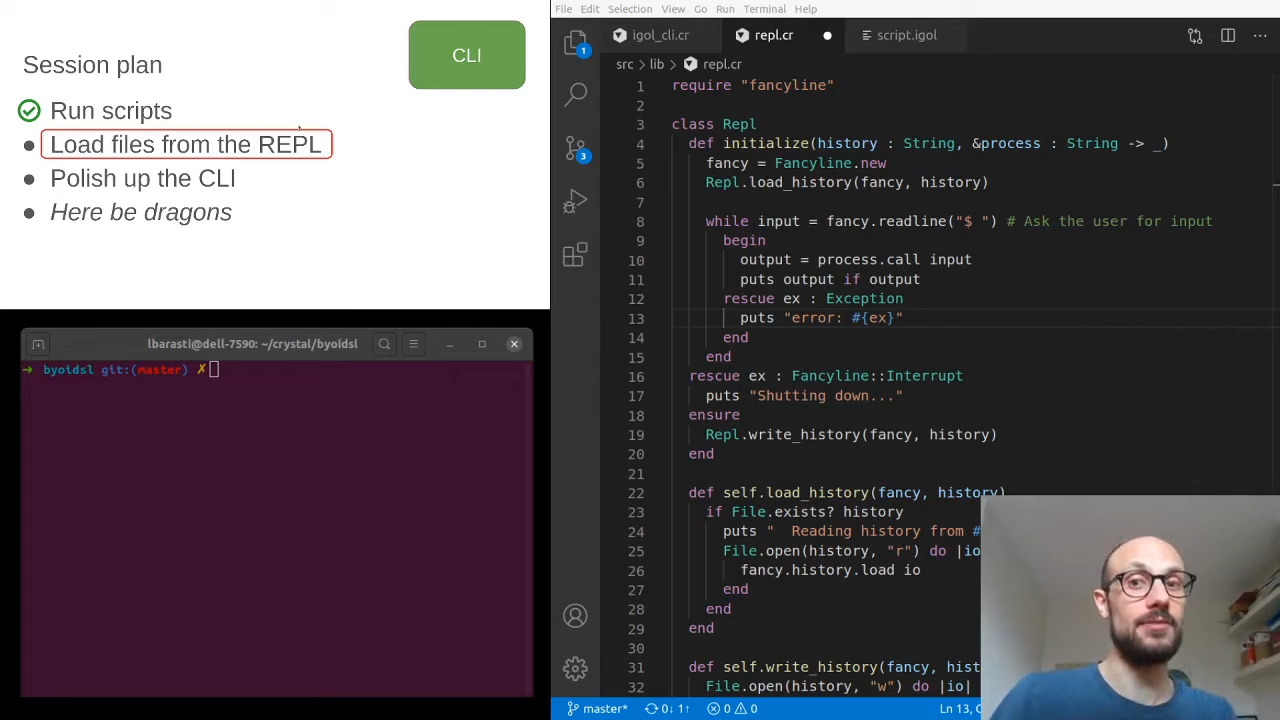 CLI
Session plan
Run scripts
● Load files from the REPL
● Polish up the CLI
● Here be dragons
lbarasti@dell-7590: ~/crystal/byoidsl
➜ byoidsl git:(master) ✗
File Edit Selection View Go Run Terminal Help
igol_cli.cr repl.cr ● script.igol
src > lib > repl.cr
1 require "fancyline"
2
3 class Repl
4 def initialize(history : String, &process : String -> _)
5 fancy = Fancyline.new
6 Repl.load_history(fancy, history)
7
8 while input = fancy.readline("$ ") # Ask the user for input
9 begin
10 output = process.call input
11 puts output if output
12 rescue ex : Exception
13 puts "error: #{ex}"
14 end
15 end
16 rescue ex : Fancyline::Interrupt
17 puts "Shutting down..."
18 ensure
19 Repl.write_history(fancy, history)
20 end
21
22 def self.load_history(fancy, history)
23 if File.exists? history
24 puts "  Reading history from #
25 File.open(history, "r") do |io
26 fancy.history.load io
27 end
28 end
29 end
30
31 def self.write_history(fancy, hist
32 File.open(history, "w") do |io|
1
3
master* 0↓ 1↑ 0 0 Ln 13, C